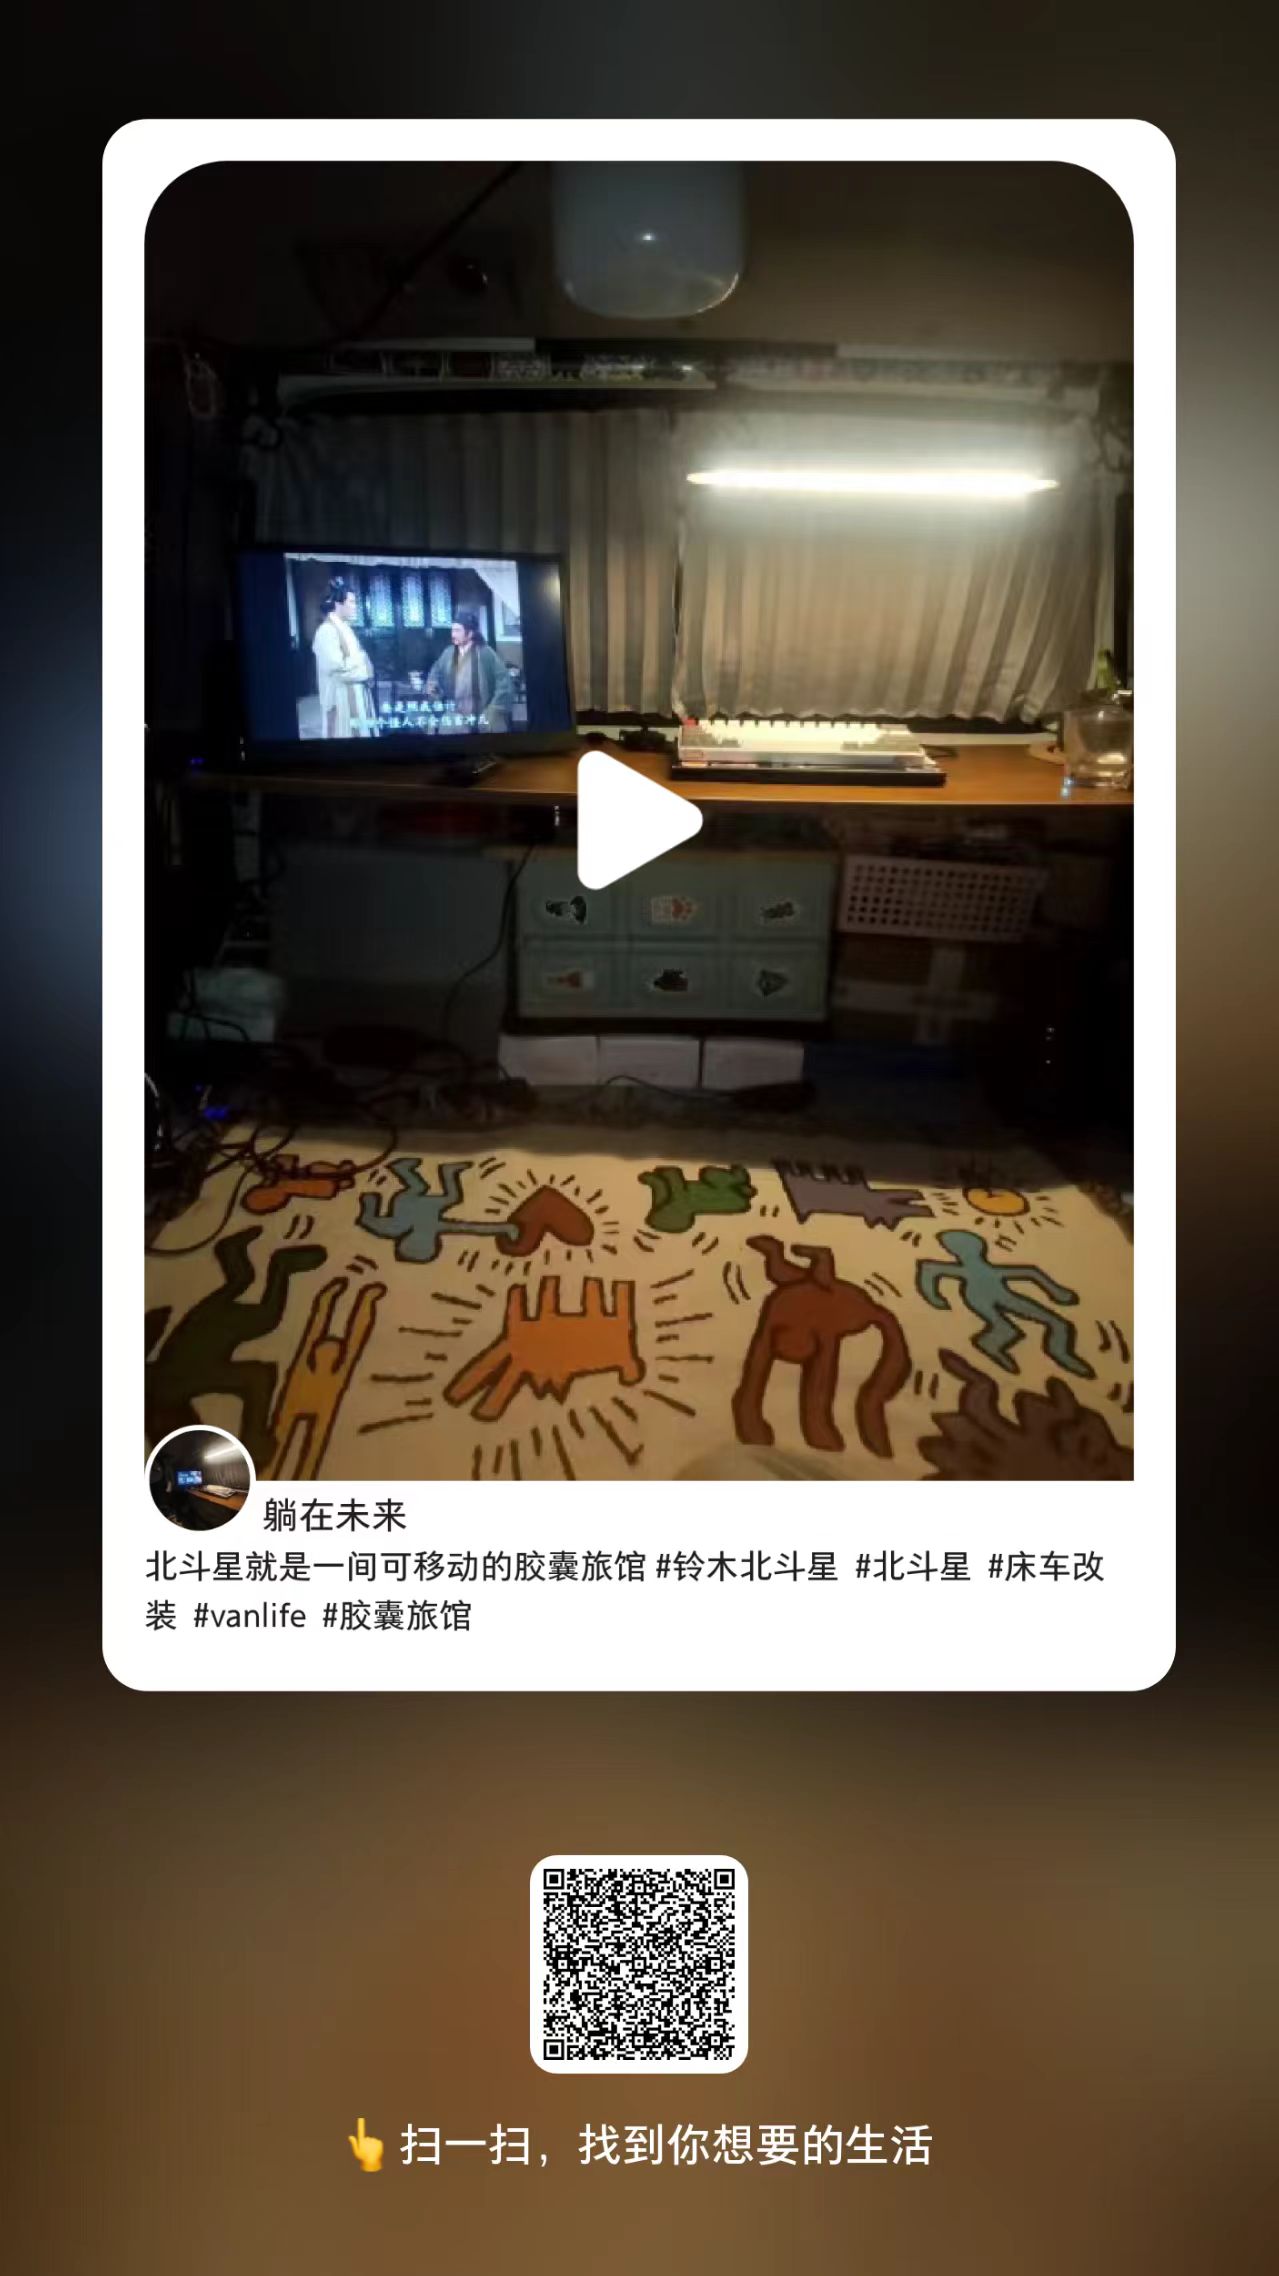 躺在未来
北斗星就是一间可移动的胶囊旅馆 #铃木北斗星 #北斗星 #床车改
装 #vanlife #胶囊旅馆
👆 扫一扫，找到你想要的生活